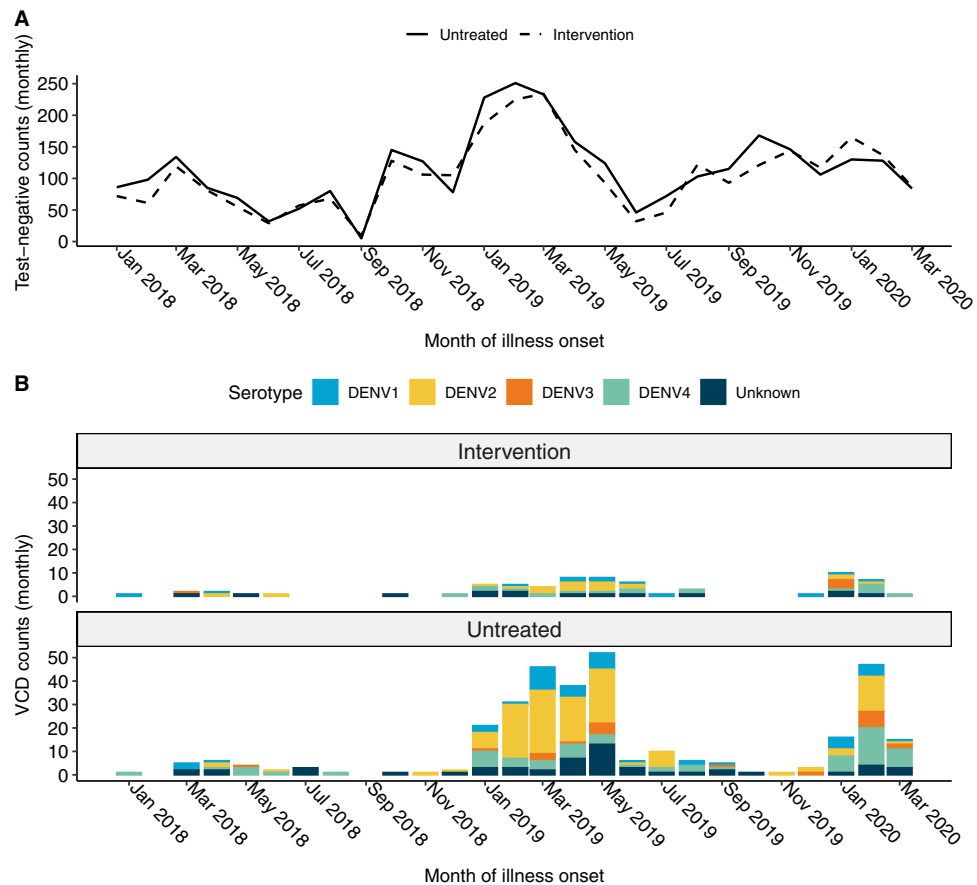 A
Untreated Intervention
Test−negative counts (monthly)
250
200
150
100
50
0
Jan 2018 Mar 2018 May 2018 Jul 2018 Sep 2018 Nov 2018 Jan 2019 Mar 2019 May 2019 Jul 2019 Sep 2019 Nov 2019 Jan 2020 Mar 2020
Month of illness onset
B
Serotype DENV1 DENV2 DENV3 DENV4 Unknown
VCD counts (monthly)
Intervention
50
40
30
20
10
0
Untreated
50
40
30
20
10
0
Jan 2018 Mar 2018 May 2018 Jul 2018 Sep 2018 Nov 2018 Jan 2019 Mar 2019 May 2019 Jul 2019 Sep 2019 Nov 2019 Jan 2020 Mar 2020
Month of illness onset